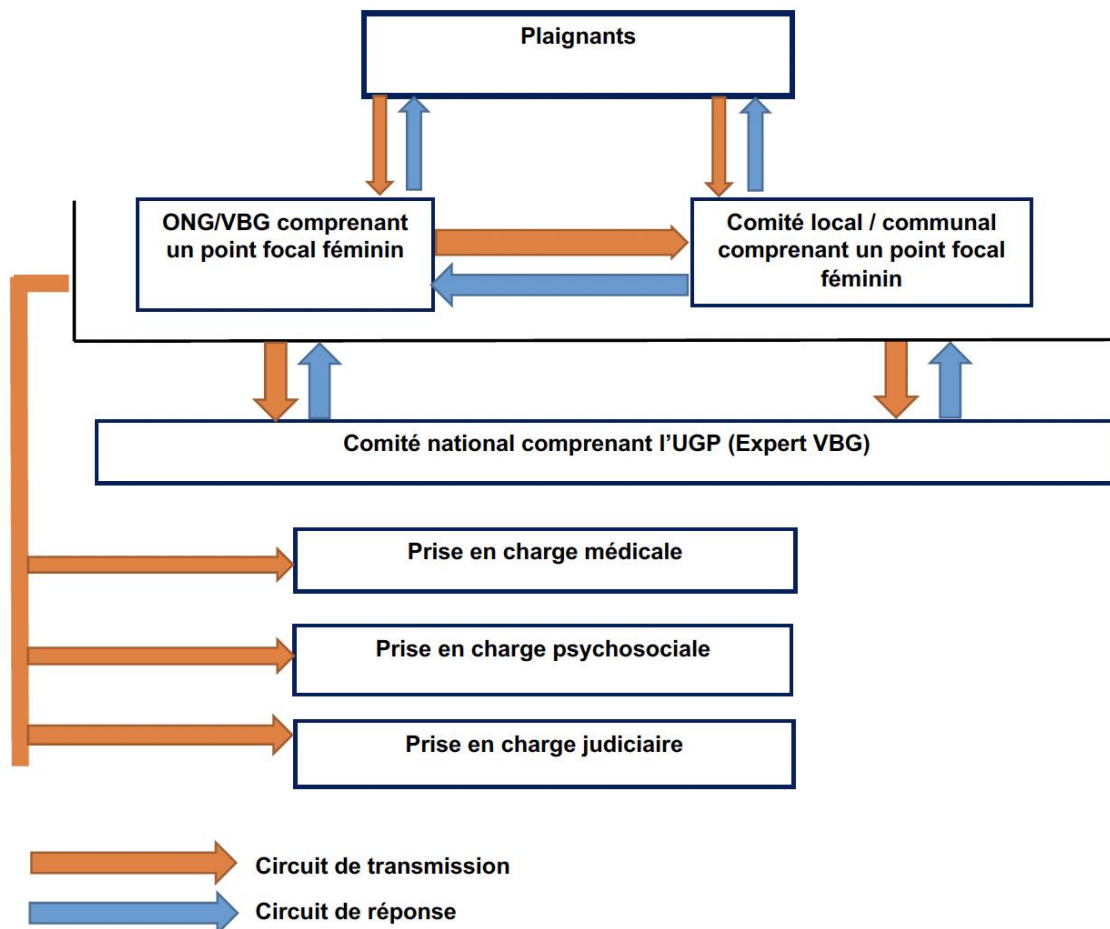 Plaignants
ONG/VBG comprenant
un point focal féminin
Comité local / communal
comprenant un point focal
féminin
Comité national comprenant l’UGP (Expert VBG)
Prise en charge médicale
Prise en charge psychosociale
Prise en charge judiciaire
Circuit de transmission
Circuit de réponse